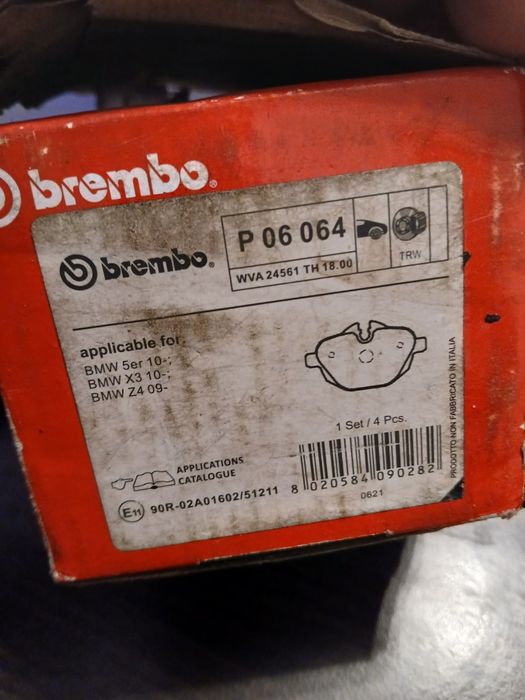 brembo®
brembo®
P 06 064
WVA 24561 TH 18.00
TRW
applicable for:
BMW 5er 10-;
BMW X3 10-;
BMW Z4 09-
1 Set / 4 Pcs.
APPLICATIONS
CATALOGUE
E11 90R-02A01602/51211
8 020584 090282
0621
PRODOTTO NON FABBRICATO IN ITALIA